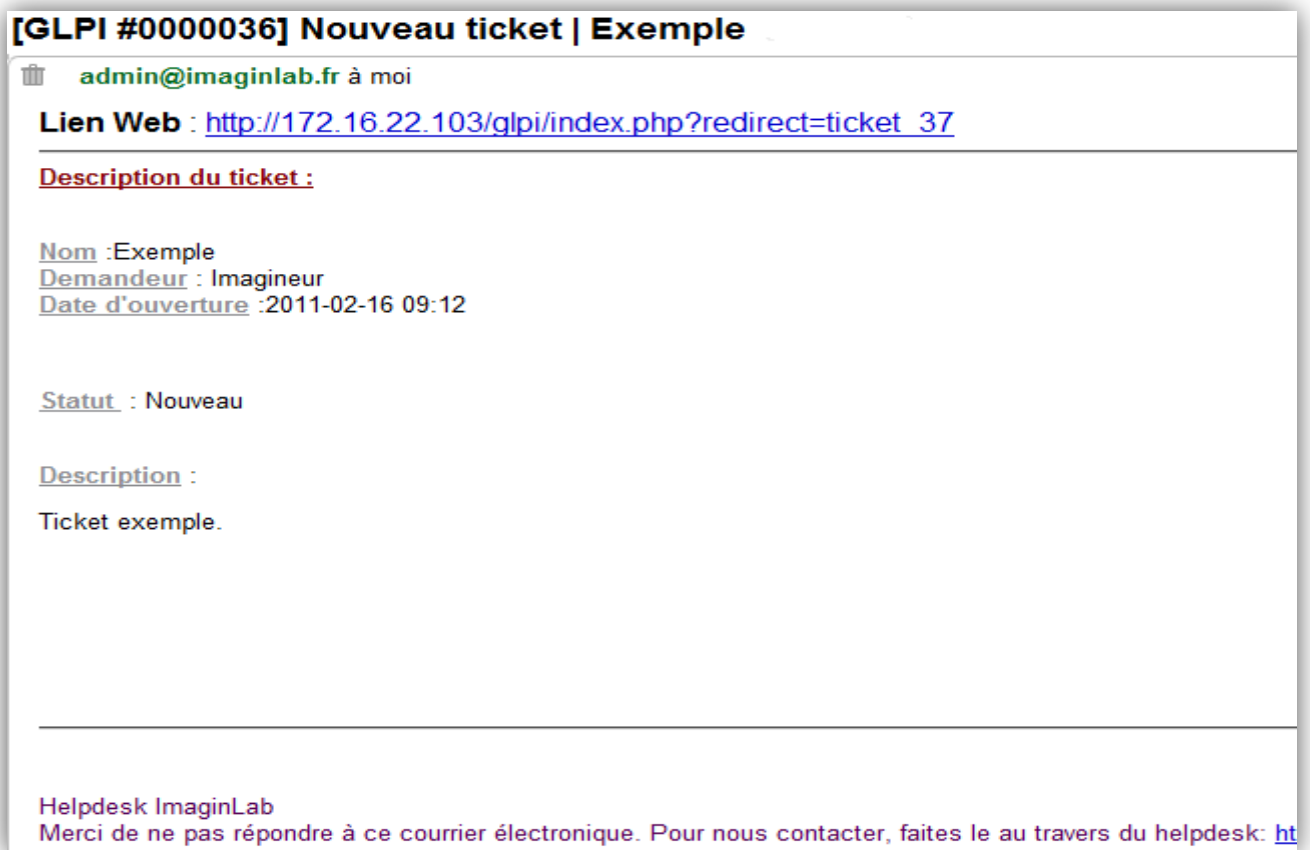 [GLPI #0000036] Nouveau ticket | Exemple
admin@imaginlab.fr à moi
Lien Web : http://172.16.22.103/glpi/index.php?redirect=ticket_37
Description du ticket :
Nom :Exemple
Demandeur : Imagineur
Date d'ouverture :2011-02-16 09:12
Statut : Nouveau
Description :
Ticket exemple.
Helpdesk ImaginLab
Merci de ne pas répondre à ce courrier électronique. Pour nous contacter, faites le au travers du helpdesk: ht